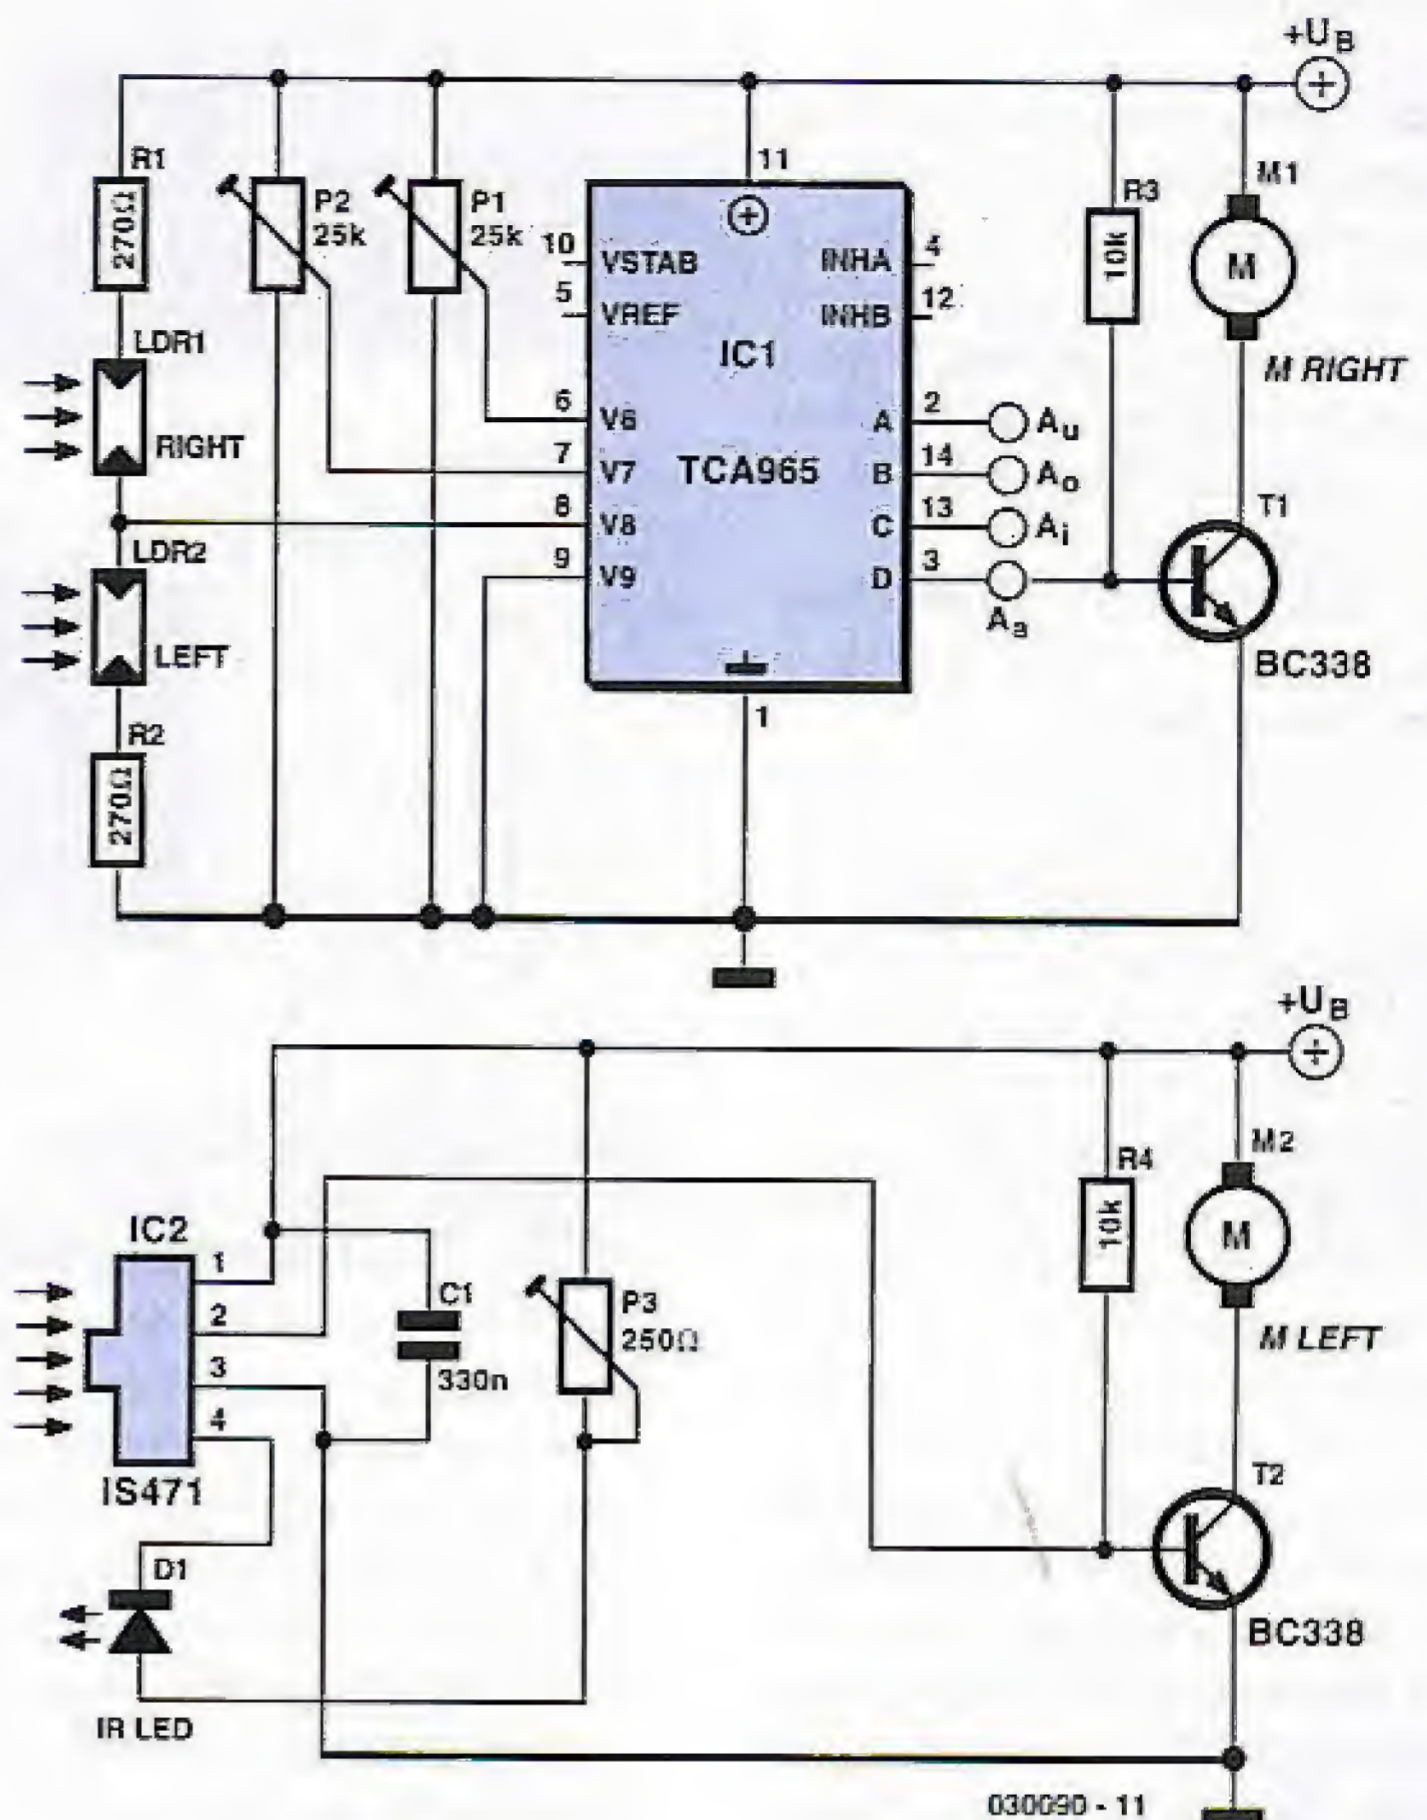 +UB
R1
270Ω
P2
25k
P1
25k
11
10
VSTAB
5
VREF
INHA
4
INHB
12
IC1
TCA965
R3
10k
M1
M
M RIGHT
LDR1
RIGHT
6
V6
7
V7
8
V8
9
V9
A
2
Au
B
14
Ao
C
13
Ai
D
3
Aa
T1
BC338
LDR2
LEFT
R2
270Ω
1
+UB
IC2
1
2
3
4
IS471
C1
330n
P3
250Ω
R4
10k
M2
M
M LEFT
T2
BC338
D1
IR LED
030090 - 11